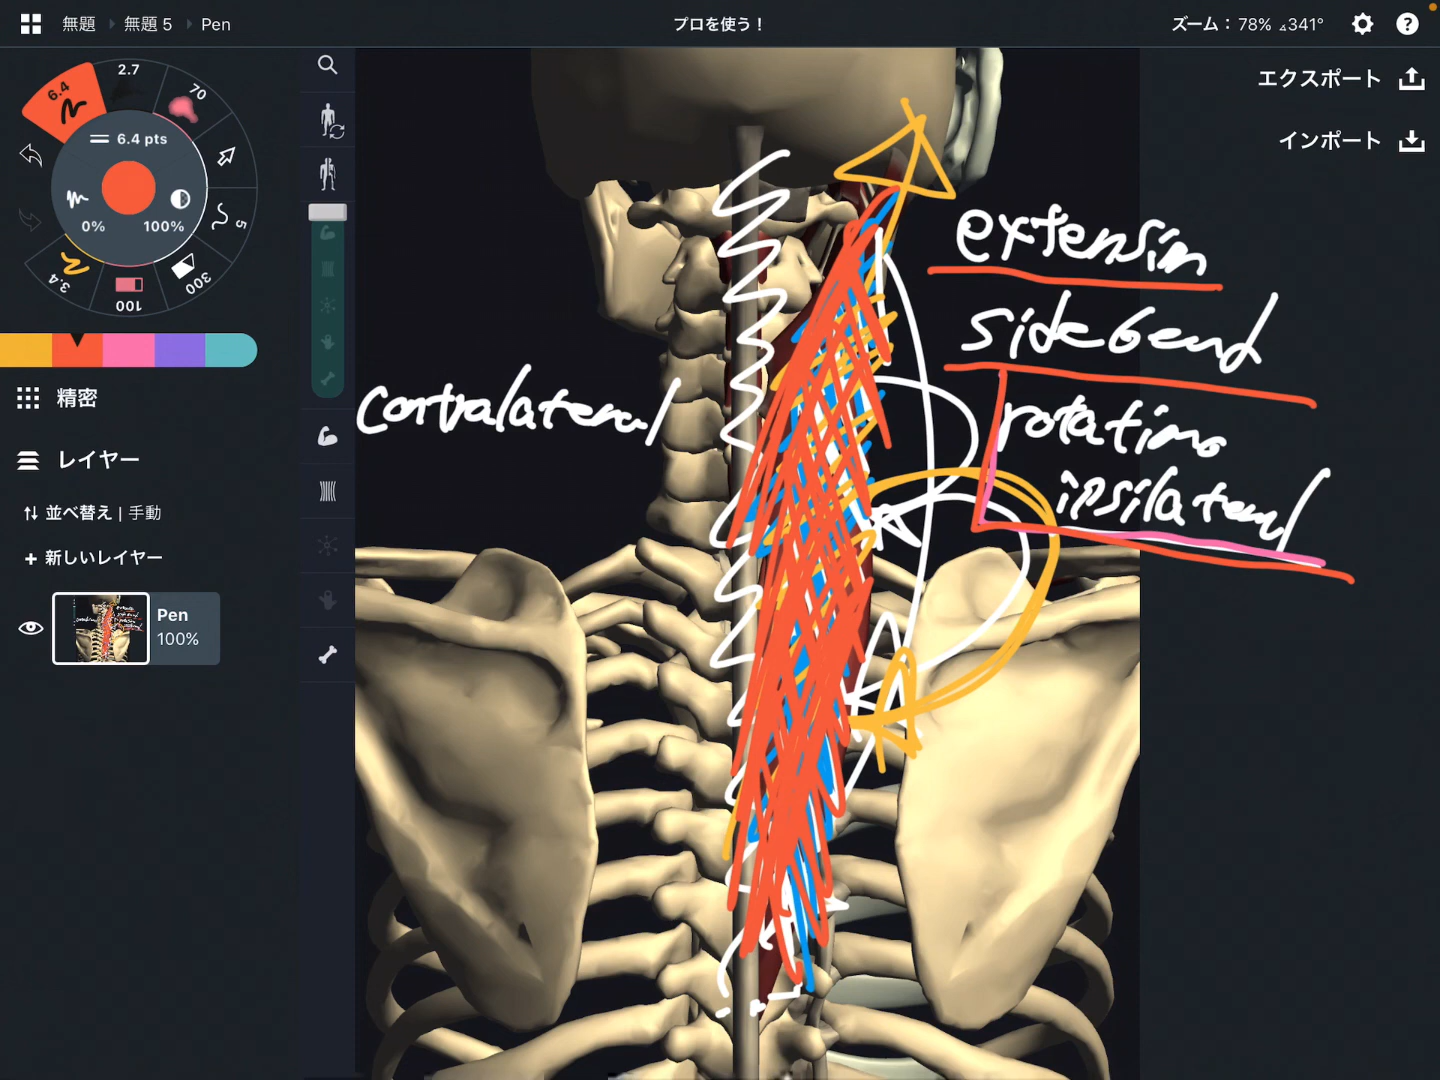 無題 無題 5 Pen
プロを使う！
ズーム： 78% ⦟341°
エクスポート
インポート
6.4
2.7
70
5
300
100
3.4
6.4 pts
0% 100%
精密
レイヤー
並べ替え | 手動
+ 新しいレイヤー
Pen
100%
extension
sidebend
rotation
ipsilateral
contralateral